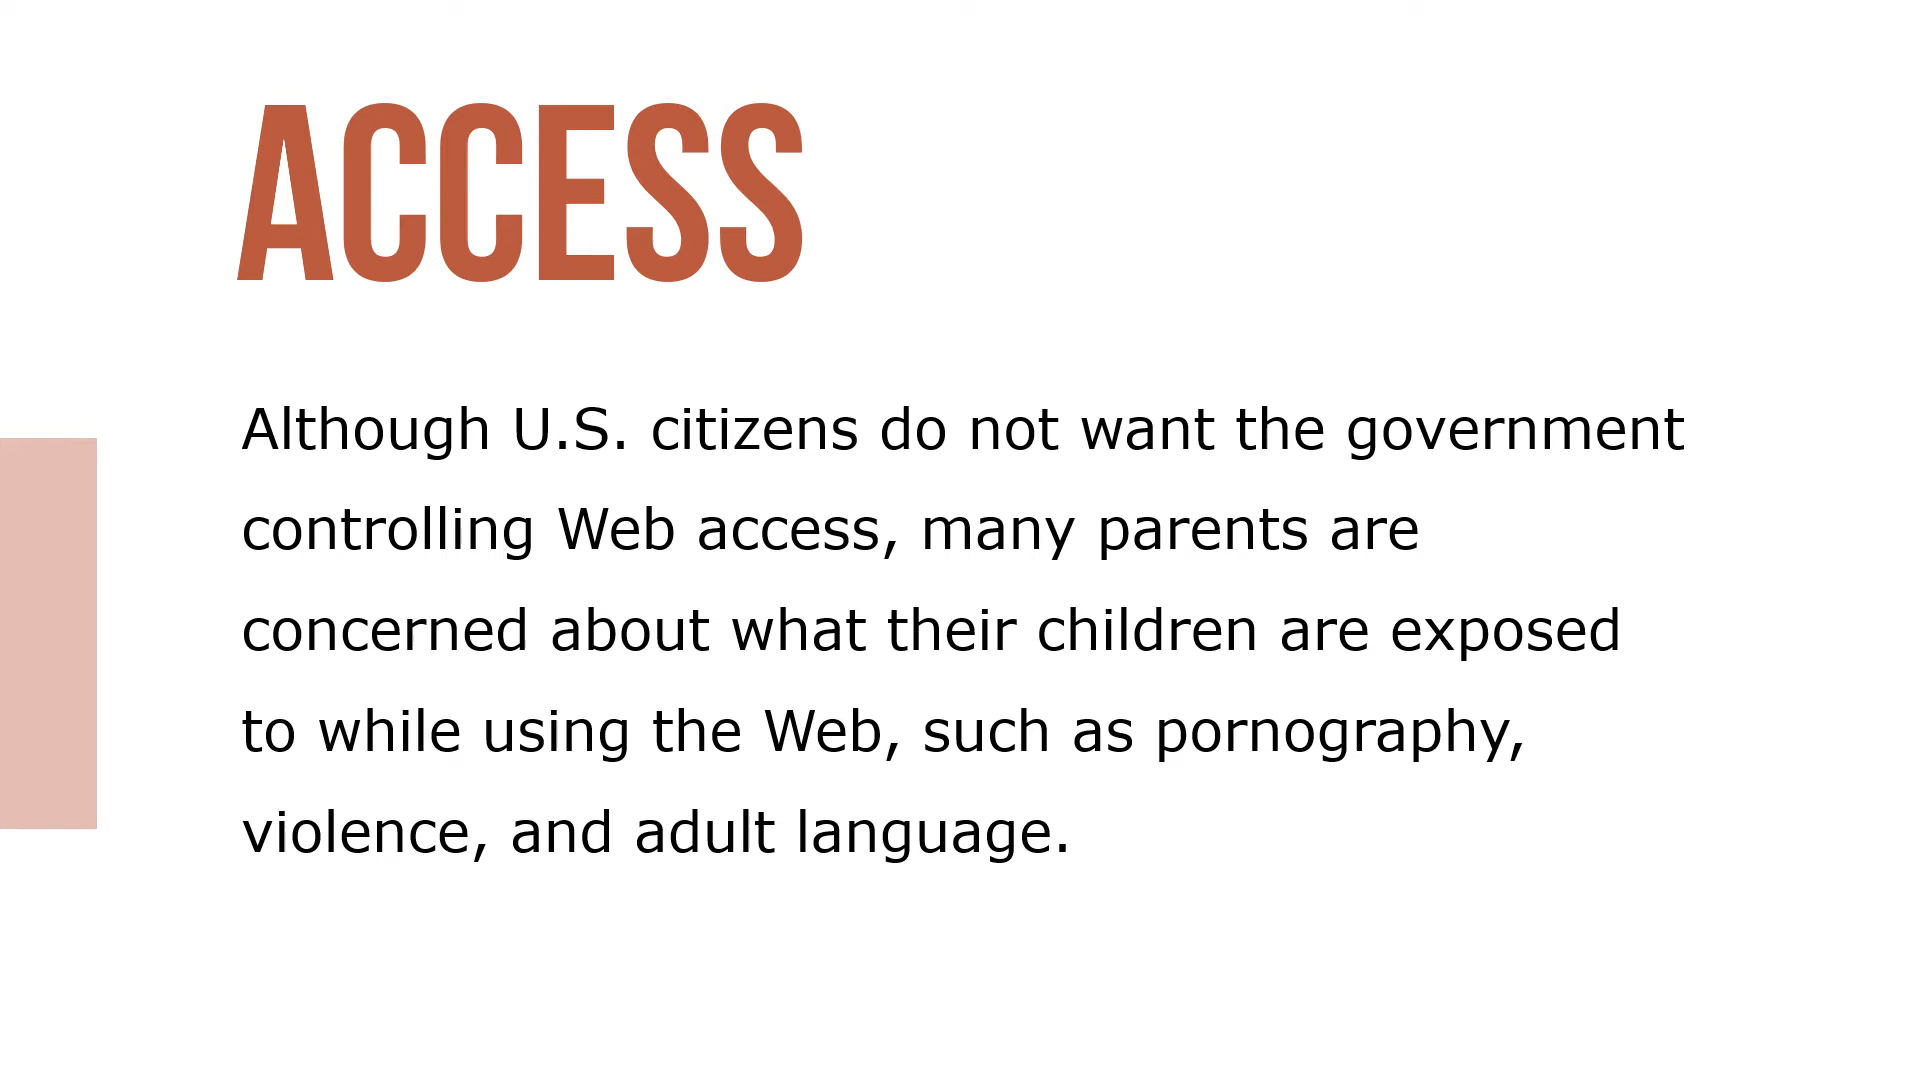 ACCESS
Although U.S. citizens do not want the government
controlling Web access, many parents are
concerned about what their children are exposed
to while using the Web, such as pornography,
violence, and adult language.